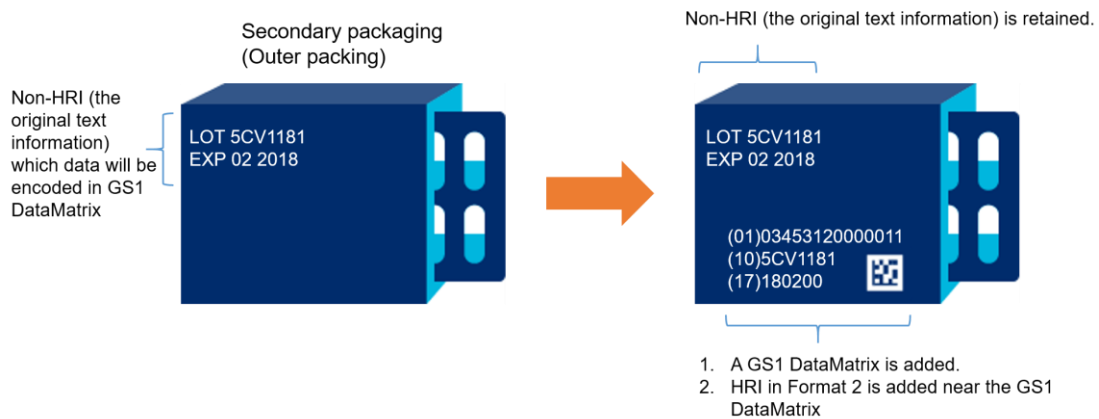 Secondary packaging
(Outer packing)
Non-HRI (the
original text
information)
which data will be
encoded in GS1
DataMatrix
LOT 5CV1181
EXP 02 2018
Non-HRI (the original text information) is retained.
LOT 5CV1181
EXP 02 2018
(01)03453120000011
(10)5CV1181
(17)180200
1. A GS1 DataMatrix is added.
2. HRI in Format 2 is added near the GS1
DataMatrix